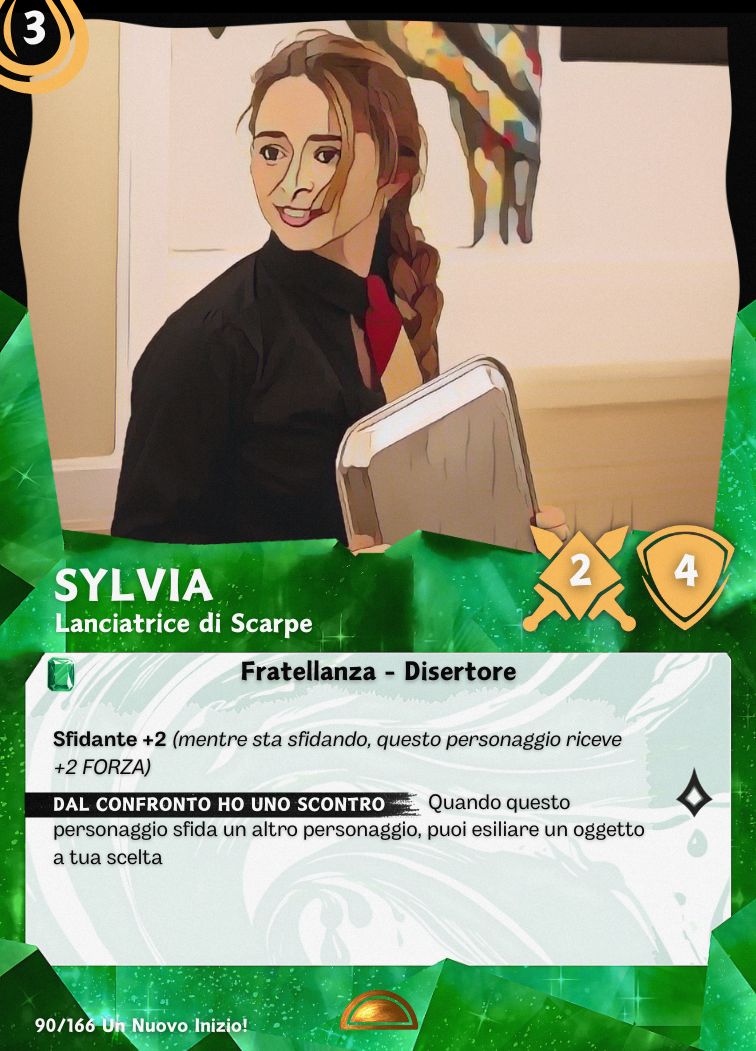 3
SYLVIA
Lanciatrice di Scarpe
2
4
Fratellanza - Disertore
Sfidante +2 (mentre sta sfidando, questo personaggio riceve
+2 FORZA)
DAL CONFRONTO HO UNO SCONTRO Quando questo
personaggio sfida un altro personaggio, puoi esiliare un oggetto
a tua scelta
90/166 Un Nuovo Inizio!